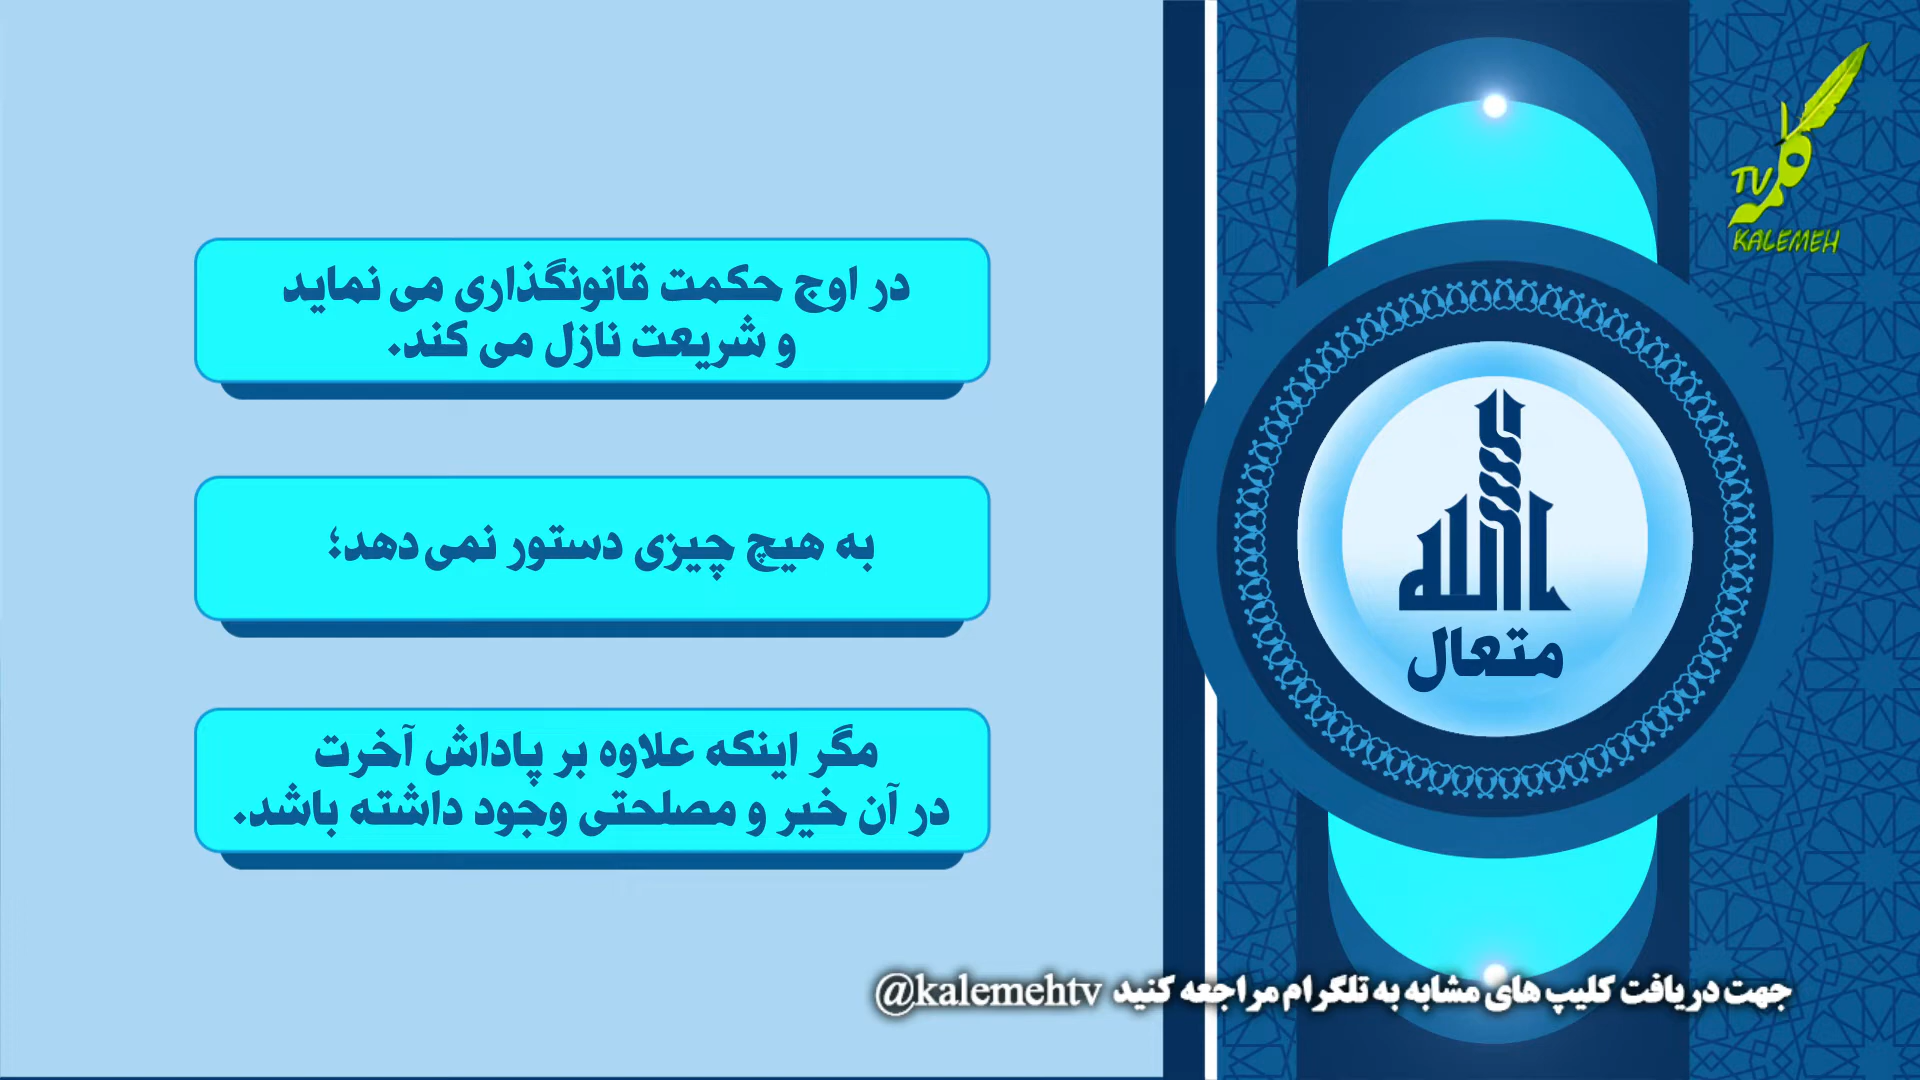 در اوج حکمت قانونگذاری می نماید
و شریعت نازل می کند.
به هیچ چیزی دستور نمی دهد؛
مگر اینکه علاوه بر پاداش آخرت
در آن خیر و مصلحتی وجود داشته باشد.
الله
متعال
کلمه
TV
KALEMEH
جهت دریافت کلیپ های مشابه به تلگرام مراجعه کنید @kalemehtv